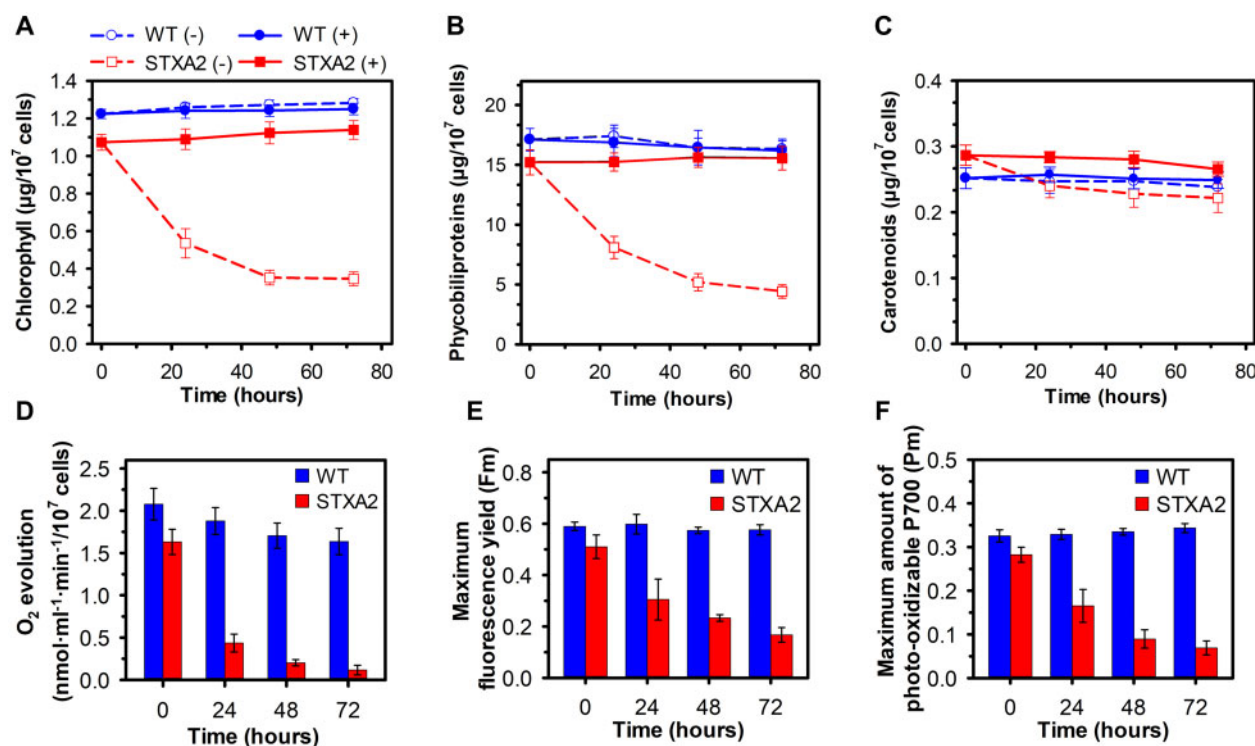 A
WT (-)
WT (+)
STXA2 (-)
STXA2 (+)
Chlorophyll (µg/10⁷ cells)
1.4
1.2
1.0
0.8
0.6
0.4
0.2
0.0
0 20 40 60 80
Time (hours)
B
Phycobiliproteins (µg/10⁷ cells)
20
15
10
5
0
0 20 40 60 80
Time (hours)
C
Carotenoids (µg/10⁷ cells)
0.4
0.3
0.2
0.1
0 20 40 60 80
Time (hours)
D
O₂ evolution
(nmol·ml⁻¹·min⁻¹/10⁷ cells)
2.5
2.0
1.5
1.0
0.5
0.0
WT
STXA2
0 24 48 72
Time (hours)
E
Maximum
fluorescence yield (Fm)
0.8
0.6
0.4
0.2
0.0
WT
STXA2
0 24 48 72
Time (hours)
F
Maximum amount of
photo-oxidizable P700 (Pm)
0.5
0.4
0.3
0.2
0.1
0.0
WT
STXA2
0 24 48 72
Time (hours)